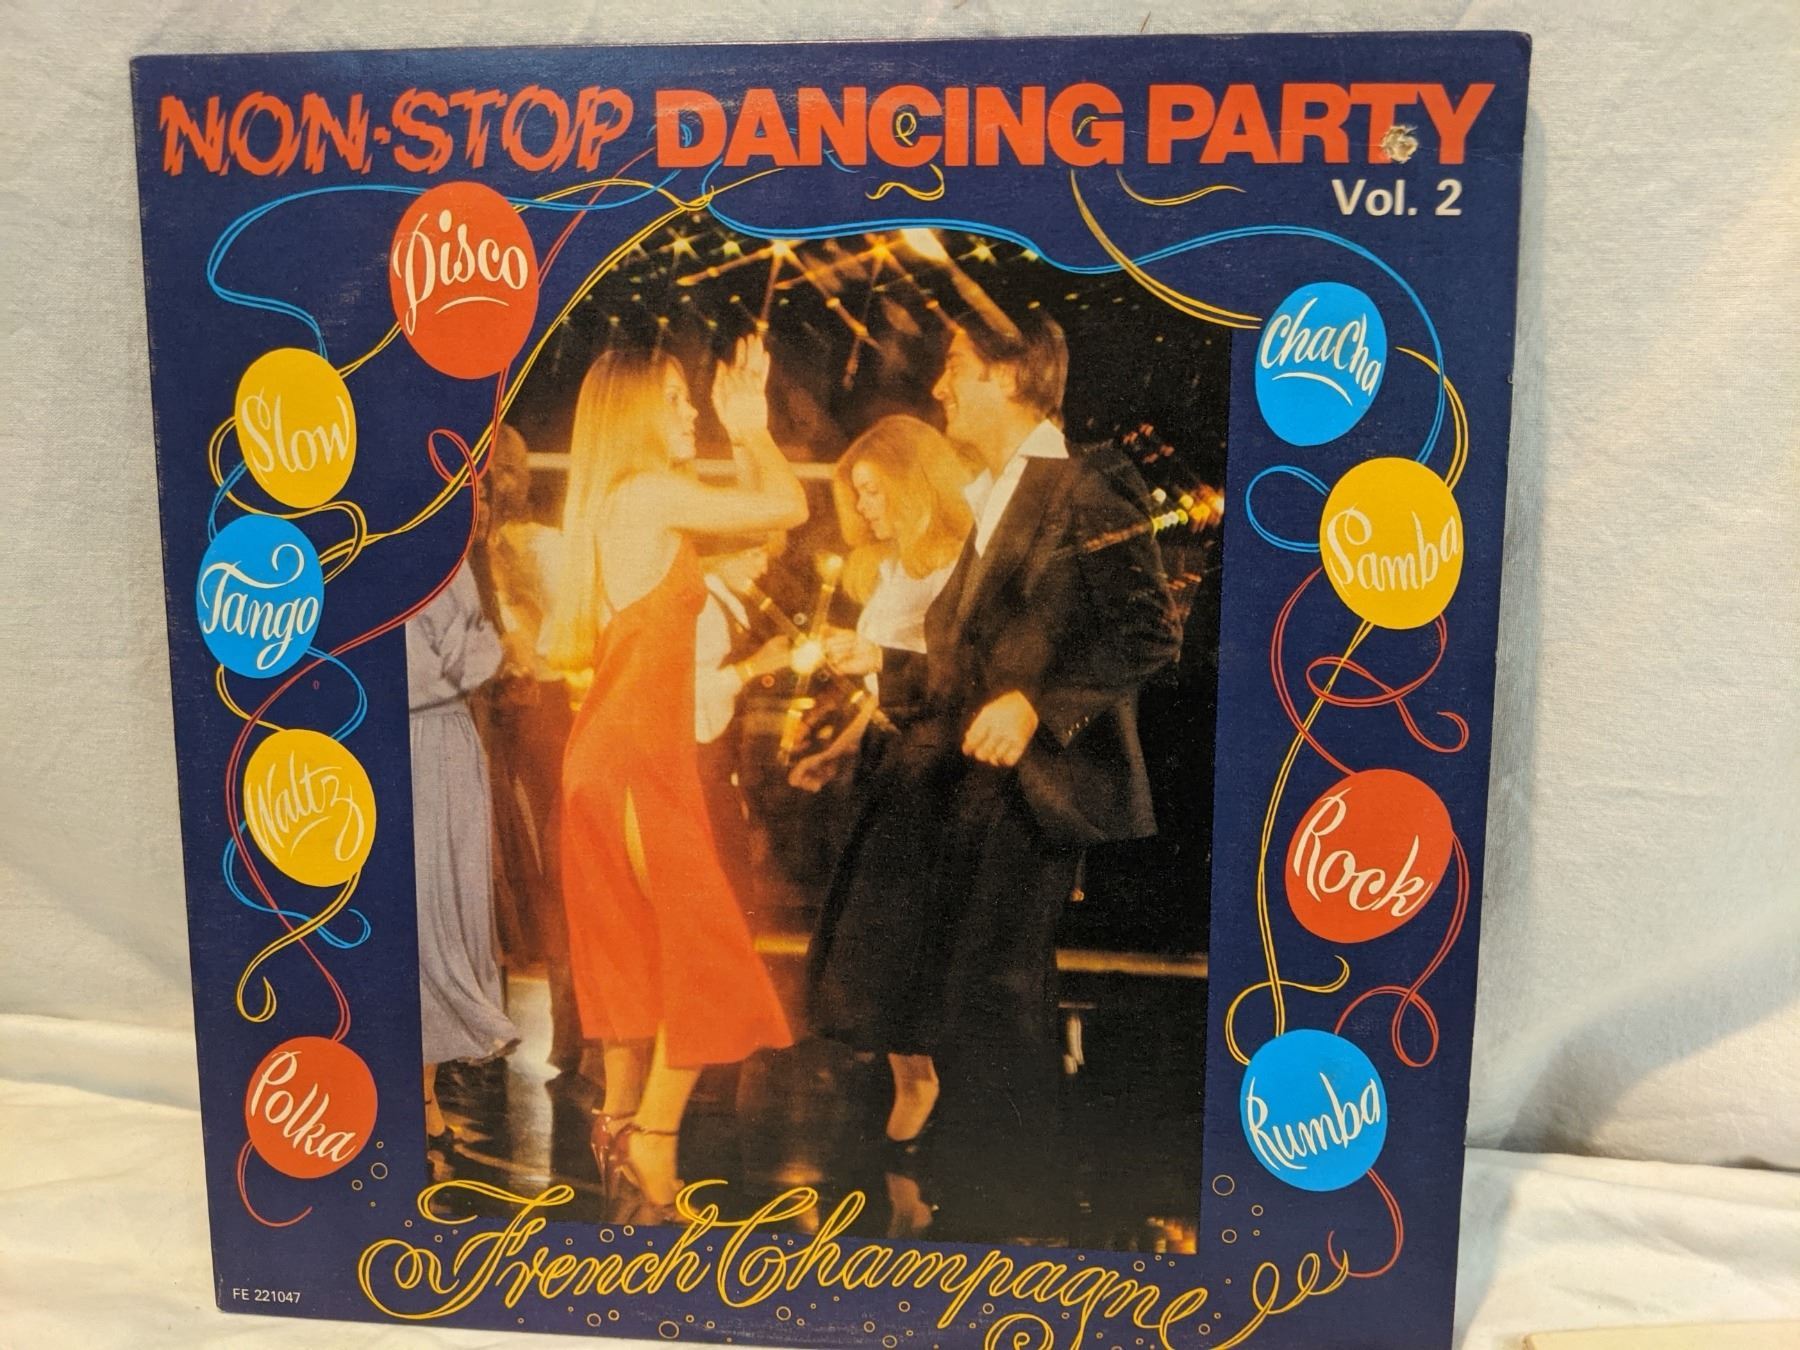 NON-STOP DANCING PARTY
Vol. 2
Disco
Slow
Tango
Waltz
Polka
ChaCha
Samba
Rock
Rumba
French Champagne
FE 221047